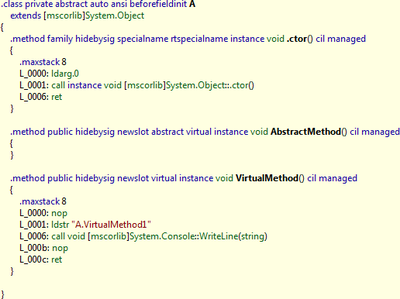 .class private abstract auto ansi beforefieldinit A
extends [mscorlib]System.Object
{
.method family hidebysig specialname rtspecialname instance void .ctor() cil managed
{
.maxstack 8
L_0000: ldarg.0
L_0001: call instance void [mscorlib]System.Object::.ctor()
L_0006: ret
}
.method public hidebysig newslot abstract virtual instance void AbstractMethod() cil managed
{
}
.method public hidebysig newslot virtual instance void VirtualMethod() cil managed
{
.maxstack 8
L_0000: nop
L_0001: ldstr "A.VirtualMethod1"
L_0006: call void [mscorlib]System.Console::WriteLine(string)
L_000b: nop
L_000c: ret
}
}